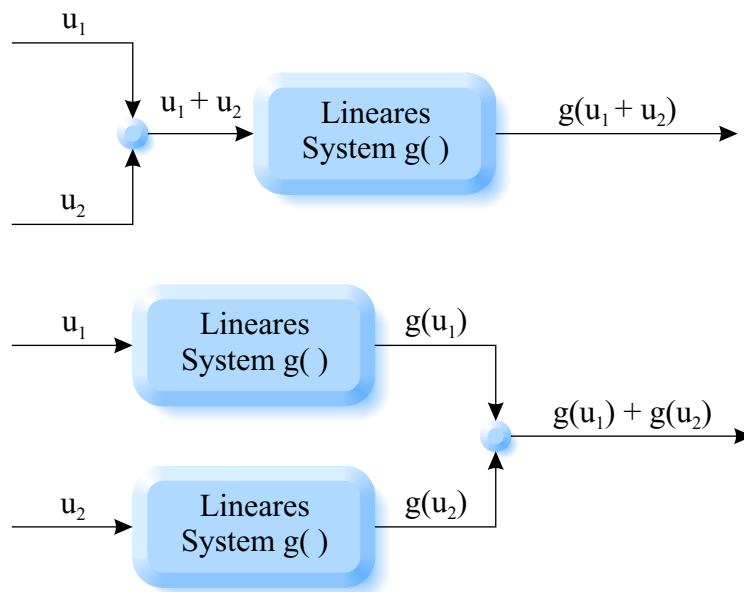 u₁
u₁ + u₂
Lineares
System g( )
g(u₁ + u₂)
u₂
u₁
Lineares
System g( )
g(u₁)
g(u₁) + g(u₂)
u₂
Lineares
System g( )
g(u₂)